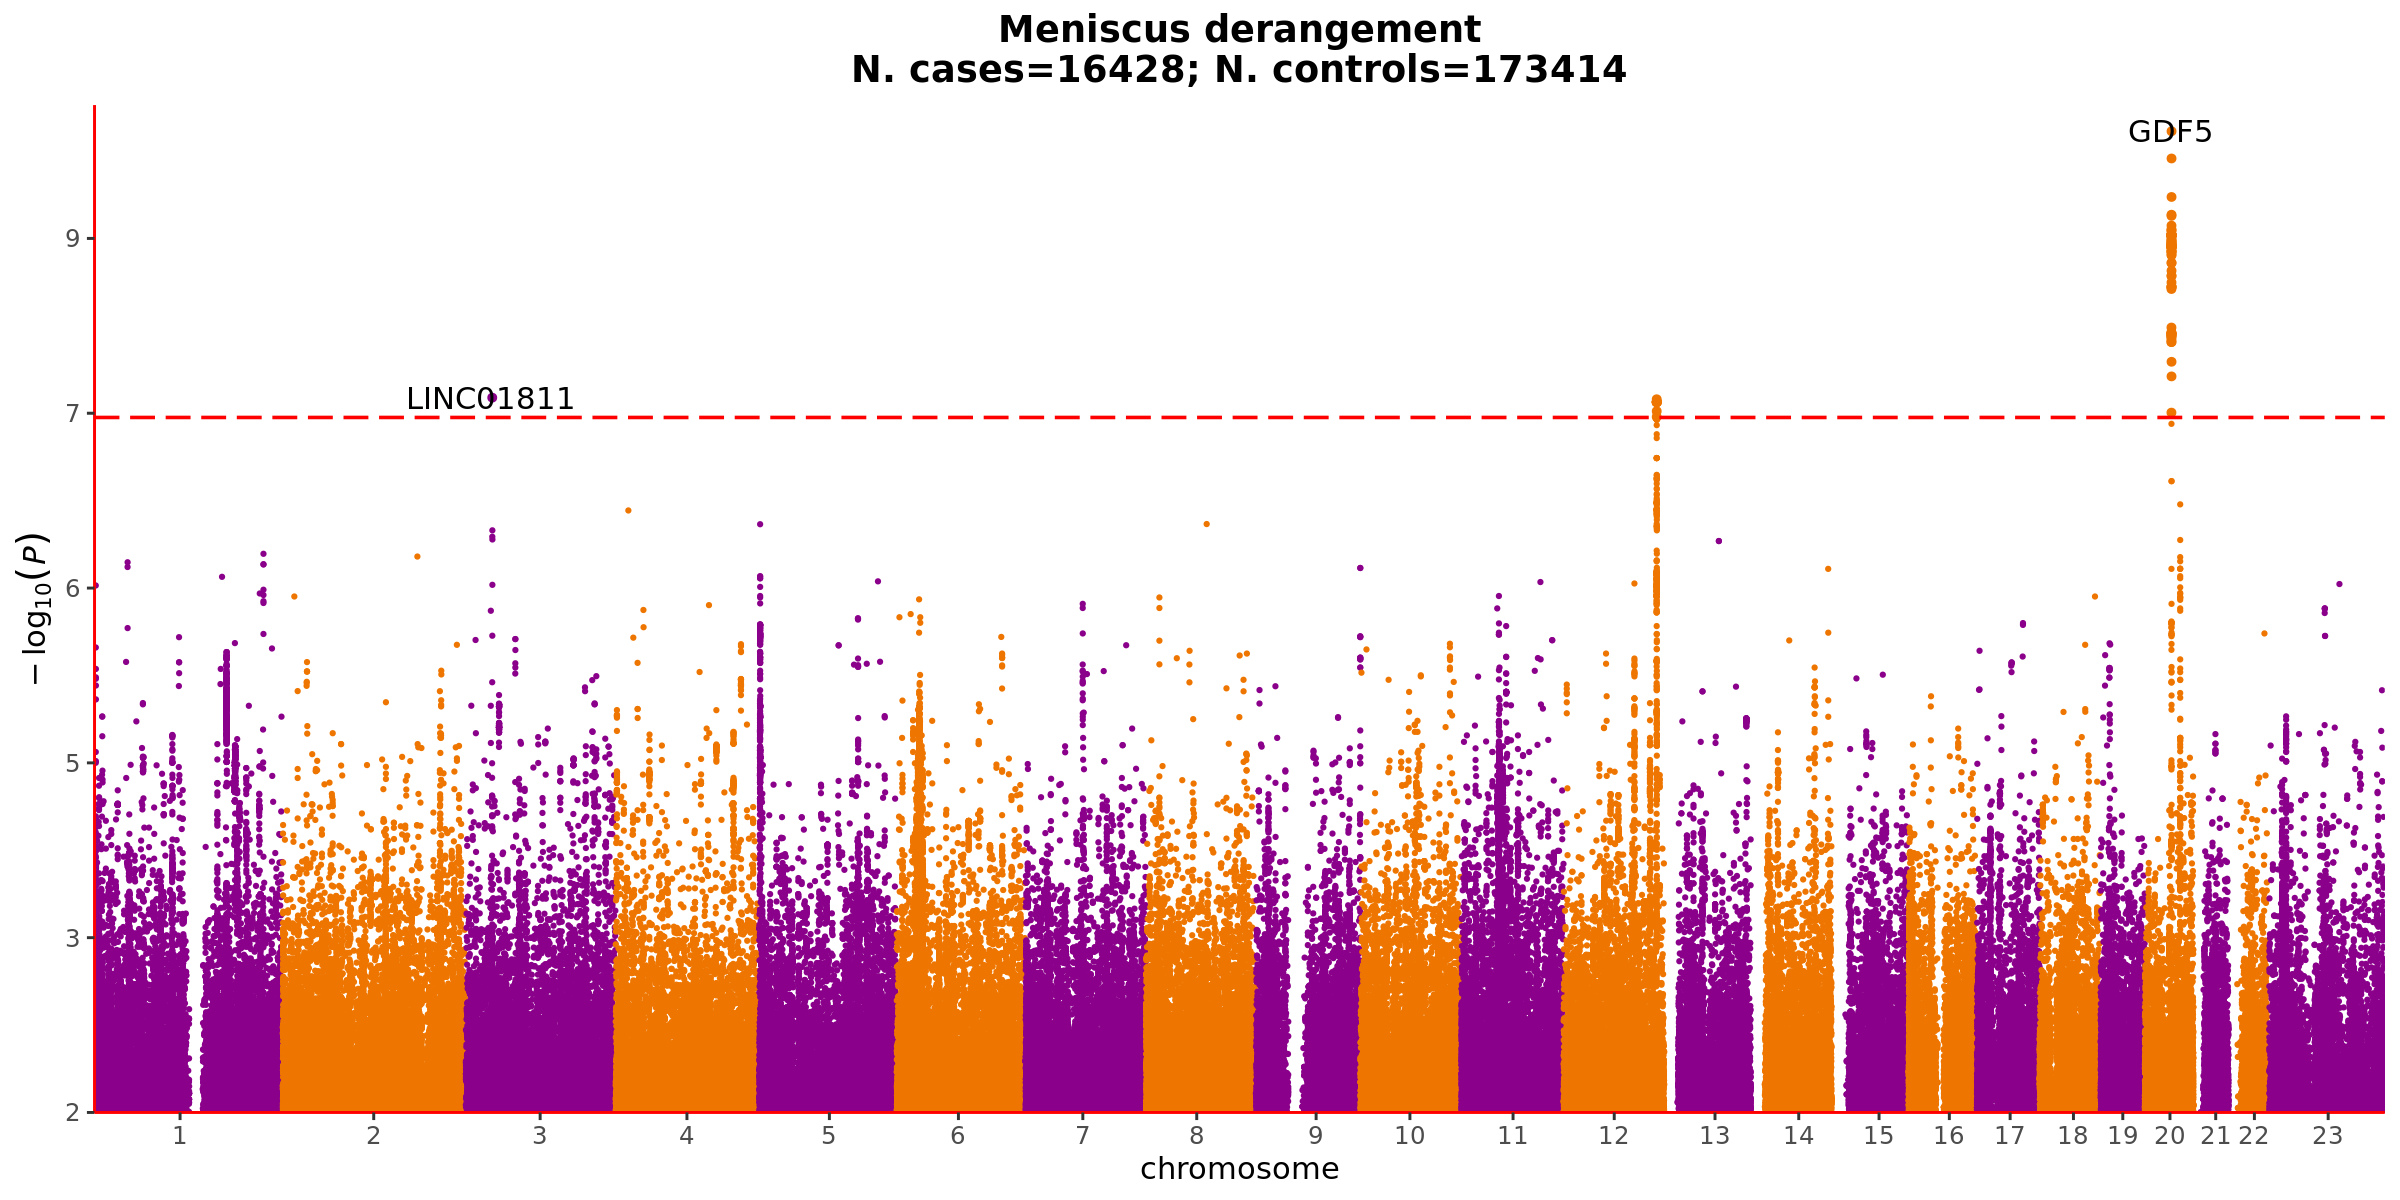 Meniscus derangement
N. cases=16428; N. controls=173414
GDF5
9
LINC01811
7
6
5
3
2
− log10(P)
1 2 3 4 5 6 7 8 9 10 11 12 13 14 15 16 17 18 19 20 21 22 23
chromosome